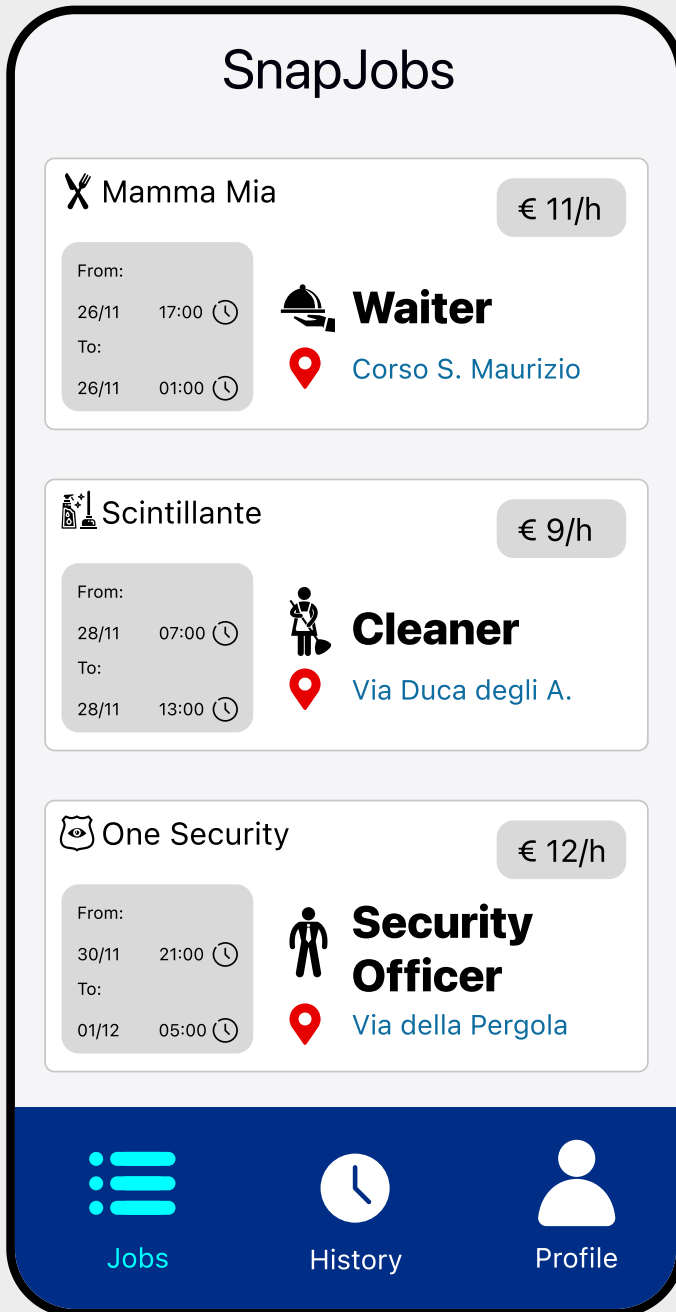 SnapJobs
Mamma Mia
€ 11/h
From:
26/11 17:00
To:
26/11 01:00
Waiter
Corso S. Maurizio
Scintillante
€ 9/h
From:
28/11 07:00
To:
28/11 13:00
Cleaner
Via Duca degli A.
One Security
€ 12/h
From:
30/11 21:00
To:
01/12 05:00
Security
Officer
Via della Pergola
Jobs
History
Profile